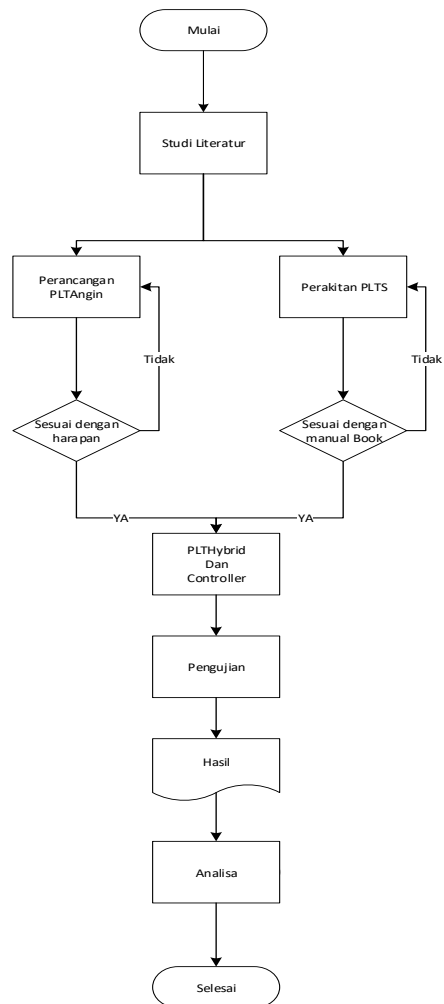 Mulai
Studi Literatur
Perancangan
PLTAngin
Perakitan PLTS
Tidak
Tidak
Sesuai dengan
harapan
Sesuai dengan
manual Book
YA
YA
PLTHybrid
Dan
Controller
Pengujian
Hasil
Analisa
Selesai